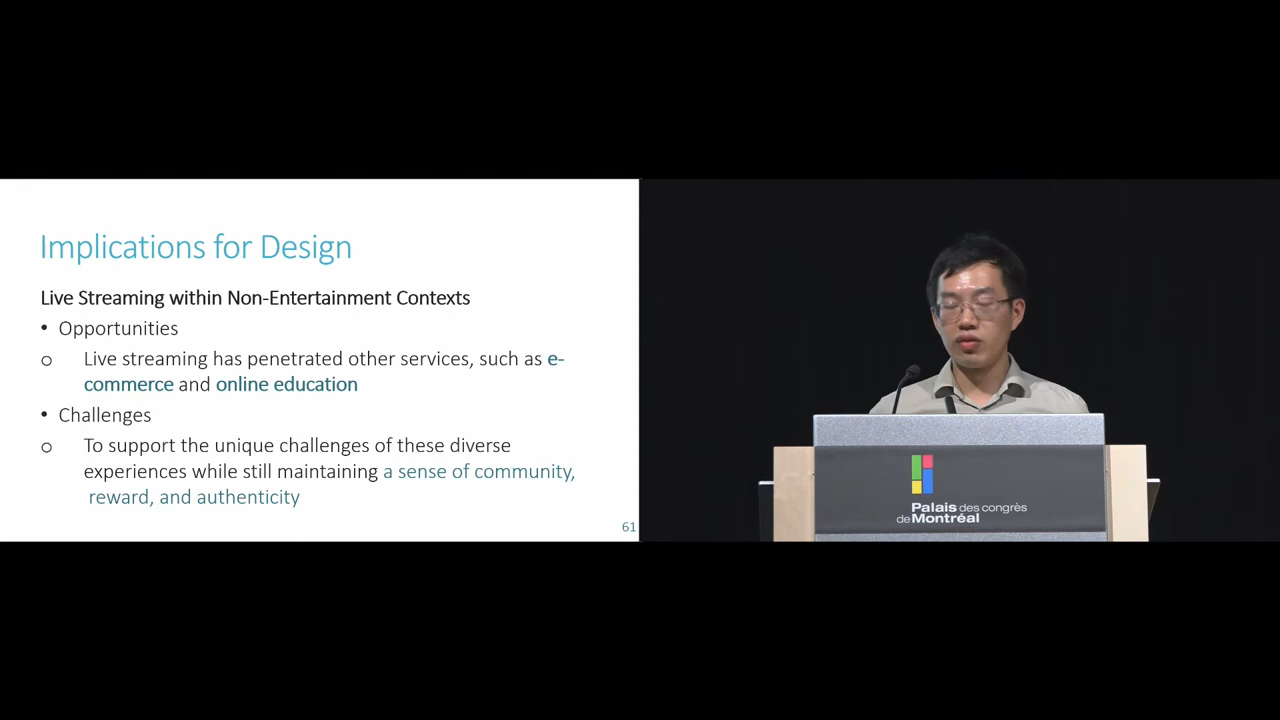 Implications for Design
Live Streaming within Non-Entertainment Contexts
• Opportunities
o Live streaming has penetrated other services, such as e-
commerce and online education
• Challenges
o To support the unique challenges of these diverse
experiences while still maintaining a sense of community,
reward, and authenticity
61
Palais des congrès
de Montréal